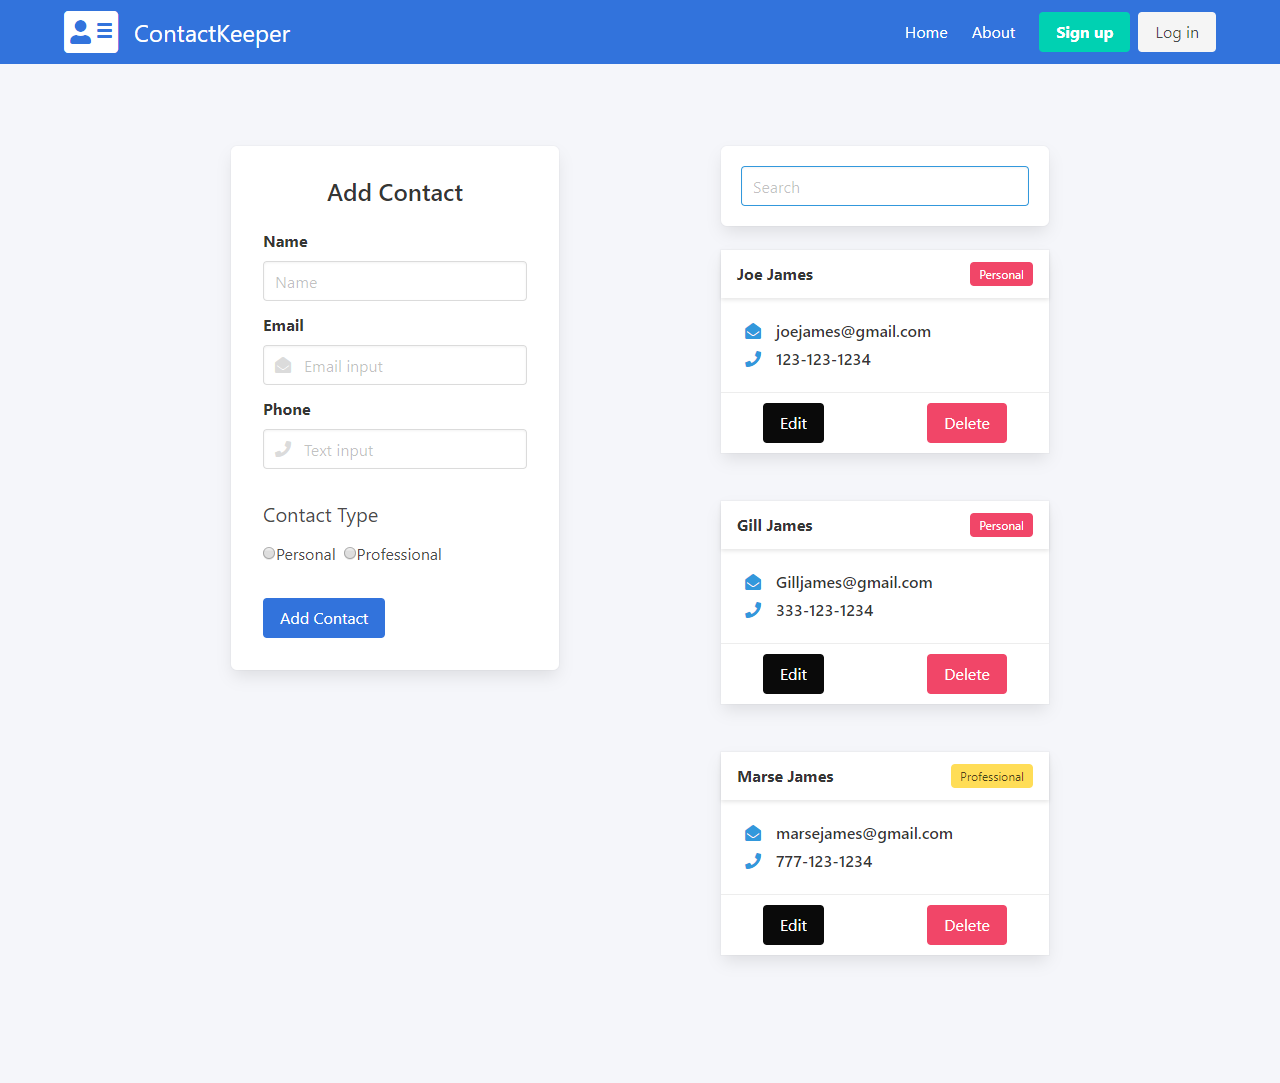 ContactKeeper
Home
About
Sign up
Log in
Add Contact
Name
Name
Email
Email input
Phone
Text input
Contact Type
Personal Professional
Add Contact
Search
Joe James
Personal
joejames@gmail.com
123-123-1234
Edit
Delete
Gill James
Personal
Gilljames@gmail.com
333-123-1234
Edit
Delete
Marse James
Professional
marsejames@gmail.com
777-123-1234
Edit
Delete